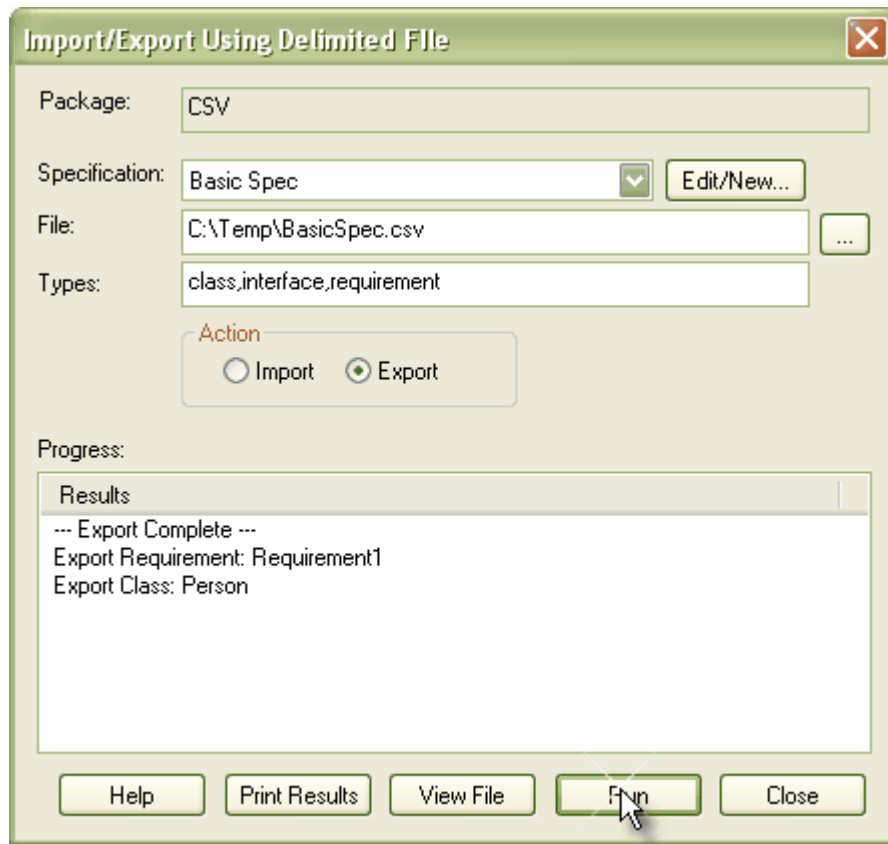 Import/Export Using Delimited FIle
Package: CSV
Specification: Basic Spec Edit/New...
File: C:\Temp\BasicSpec.csv ...
Types: class,interface,requirement
Action
Import Export
Progress:
Results
--- Export Complete ---
Export Requirement: Requirement1
Export Class: Person
Help Print Results View File Run Close